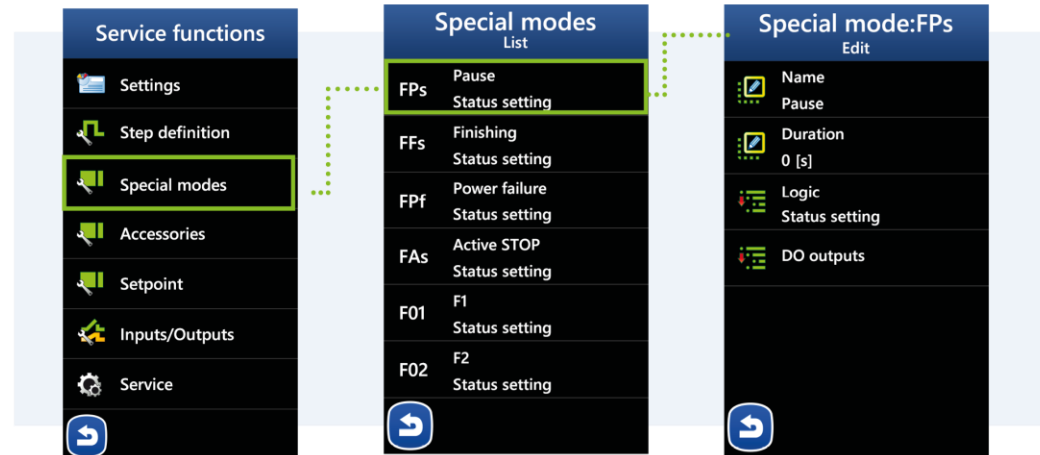 Service functions
Settings
Step definition
Special modes
Accessories
Setpoint
Inputs/Outputs
Service
Special modes
List
FPs
Pause
Status setting
FFs
Finishing
Status setting
FPf
Power failure
Status setting
FAs
Active STOP
Status setting
F01
F1
Status setting
F02
F2
Status setting
Special mode:FPs
Edit
Name
Pause
Duration
0 [s]
Logic
Status setting
DO outputs